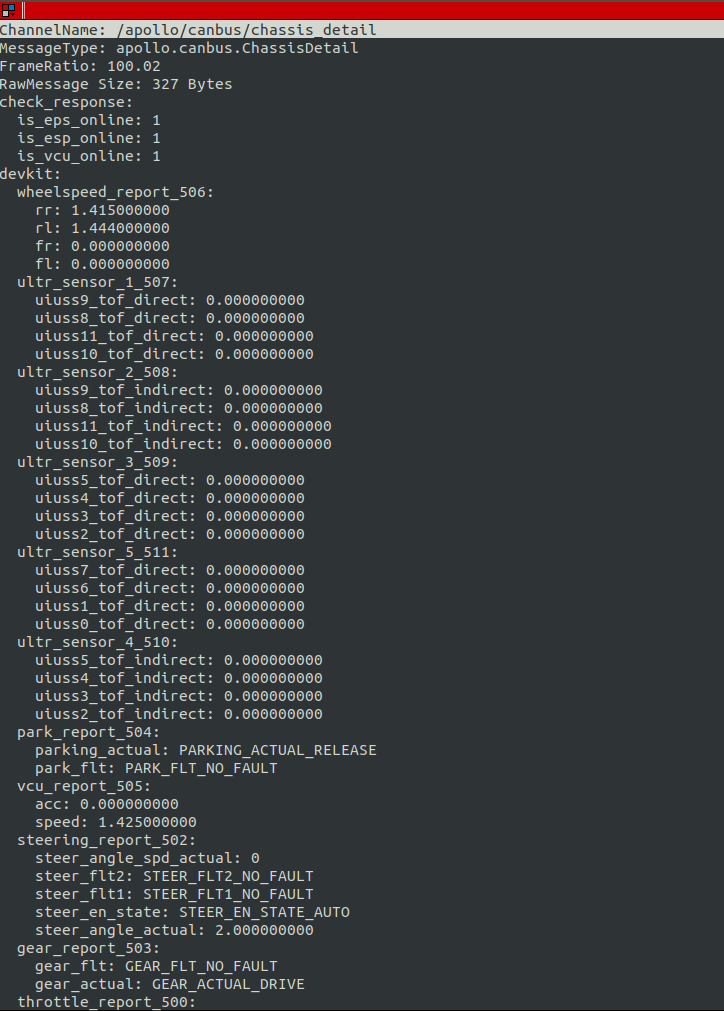 ChannelName: /apollo/canbus/chassis_detail
MessageType: apollo.canbus.ChassisDetail
FrameRatio: 100.02
RawMessage Size: 327 Bytes
check_response:
  is_eps_online: 1
  is_esp_online: 1
  is_vcu_online: 1
devkit:
  wheelspeed_report_506:
    rr: 1.415000000
    rl: 1.444000000
    fr: 0.000000000
    fl: 0.000000000
  ultr_sensor_1_507:
    uiuss9_tof_direct: 0.000000000
    uiuss8_tof_direct: 0.000000000
    uiuss11_tof_direct: 0.000000000
    uiuss10_tof_direct: 0.000000000
  ultr_sensor_2_508:
    uiuss9_tof_indirect: 0.000000000
    uiuss8_tof_indirect: 0.000000000
    uiuss11_tof_indirect: 0.000000000
    uiuss10_tof_indirect: 0.000000000
  ultr_sensor_3_509:
    uiuss5_tof_direct: 0.000000000
    uiuss4_tof_direct: 0.000000000
    uiuss3_tof_direct: 0.000000000
    uiuss2_tof_direct: 0.000000000
  ultr_sensor_5_511:
    uiuss7_tof_direct: 0.000000000
    uiuss6_tof_direct: 0.000000000
    uiuss1_tof_direct: 0.000000000
    uiuss0_tof_direct: 0.000000000
  ultr_sensor_4_510:
    uiuss5_tof_indirect: 0.000000000
    uiuss4_tof_indirect: 0.000000000
    uiuss3_tof_indirect: 0.000000000
    uiuss2_tof_indirect: 0.000000000
  park_report_504:
    parking_actual: PARKING_ACTUAL_RELEASE
    park_flt: PARK_FLT_NO_FAULT
  vcu_report_505:
    acc: 0.000000000
    speed: 1.425000000
  steering_report_502:
    steer_angle_spd_actual: 0
    steer_flt2: STEER_FLT2_NO_FAULT
    steer_flt1: STEER_FLT1_NO_FAULT
    steer_en_state: STEER_EN_STATE_AUTO
    steer_angle_actual: 2.000000000
  gear_report_503:
    gear_flt: GEAR_FLT_NO_FAULT
    gear_actual: GEAR_ACTUAL_DRIVE
  throttle_report_500: